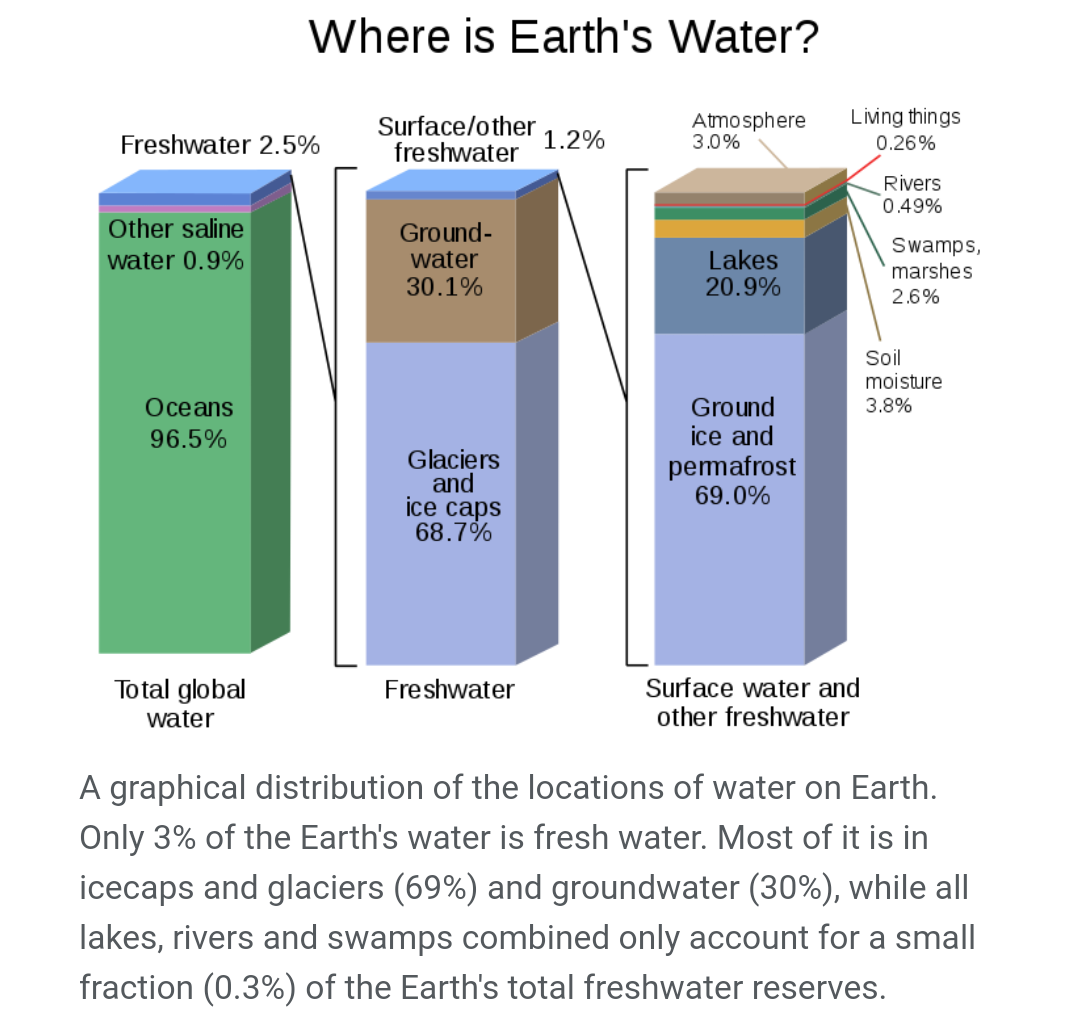 Where is Earth's Water?
Freshwater 2.5%
Other saline
water 0.9%
Oceans
96.5%
Total global
water
Surface/other
freshwater 1.2%
Ground-
water
30.1%
Glaciers
and
ice caps
68.7%
Freshwater
Atmosphere
3.0%
Living things
0.26%
Rivers
0.49%
Swamps,
marshes
2.6%
Soil
moisture
3.8%
Lakes
20.9%
Ground
ice and
permafrost
69.0%
Surface water and
other freshwater
A graphical distribution of the locations of water on Earth.
Only 3% of the Earth's water is fresh water. Most of it is in
icecaps and glaciers (69%) and groundwater (30%), while all
lakes, rivers and swamps combined only account for a small
fraction (0.3%) of the Earth's total freshwater reserves.